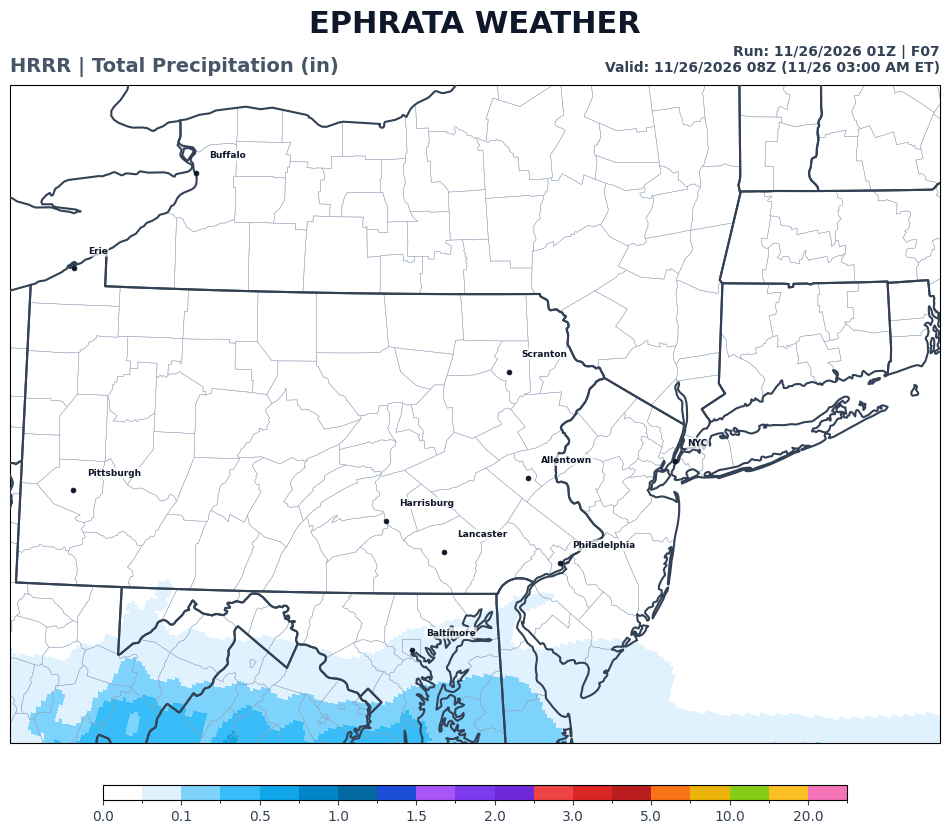 EPHRATA WEATHER
Run: 11/26/2026 01Z | F07
HRRR | Total Precipitation (in)
Valid: 11/26/2026 08Z (11/26 03:00 AM ET)
Buffalo
Erie
Scranton
NYC
Allentown
Pittsburgh
Harrisburg
Lancaster
Philadelphia
Baltimore
0.0 0.1 0.5 1.0 1.5 2.0 3.0 5.0 10.0 20.0